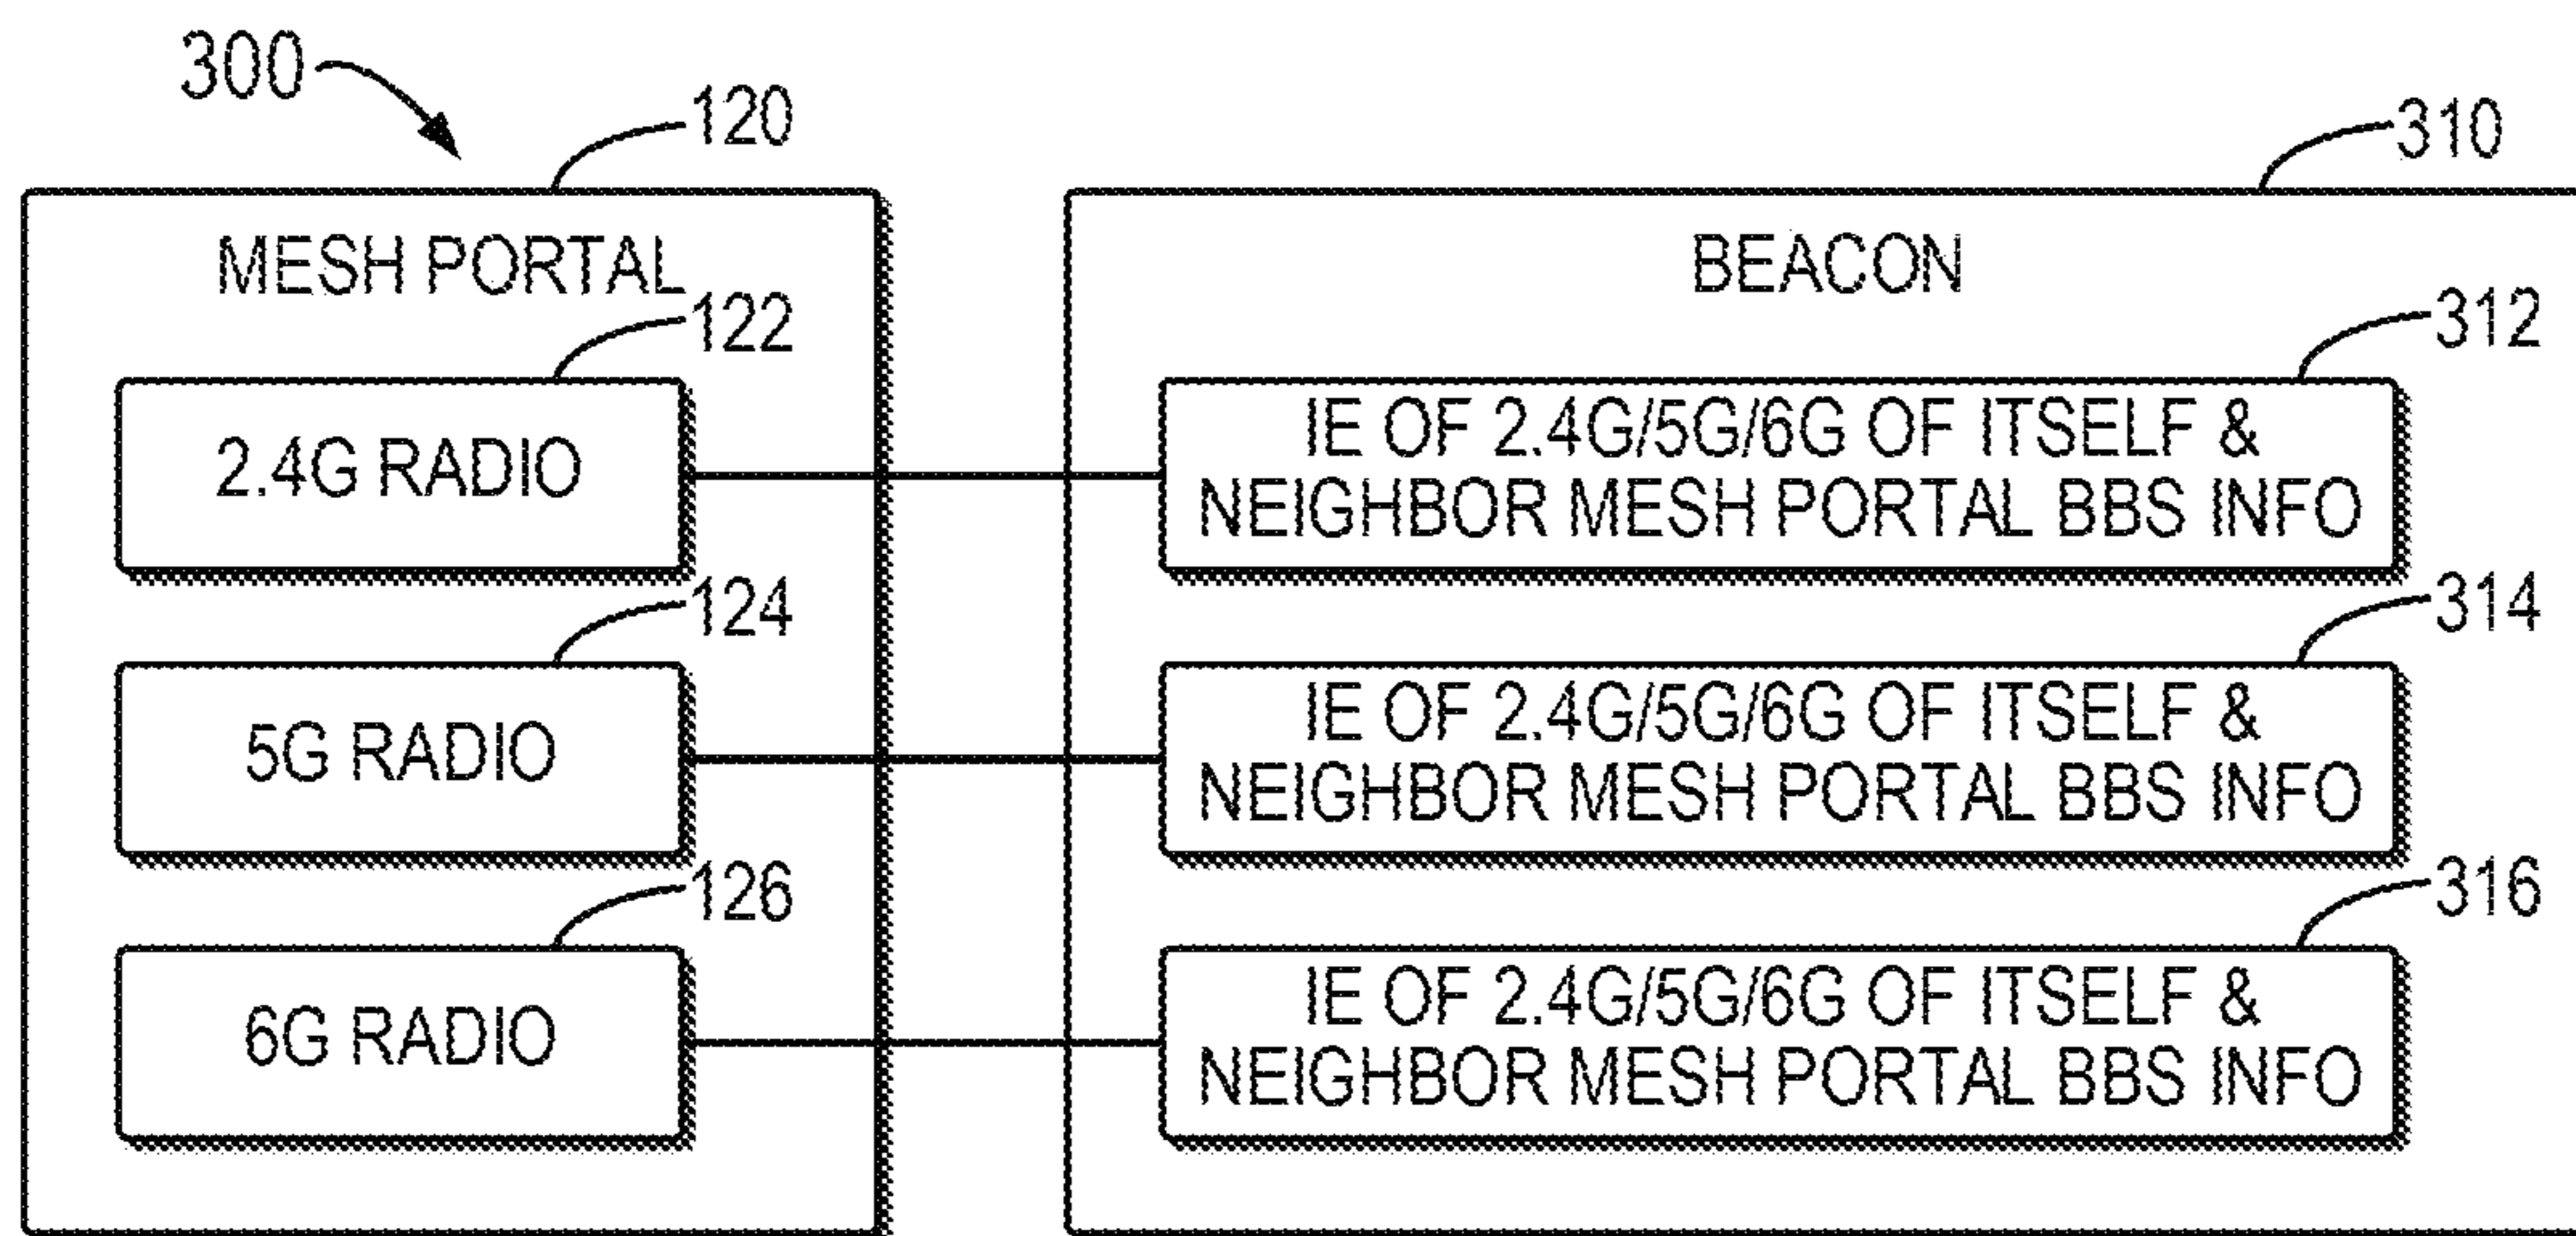 300
120
310
MESH PORTAL
BEACON
122
312
2.4G RADIO
IE OF 2.4G/5G/6G OF ITSELF &
NEIGHBOR MESH PORTAL BBS INFO
124
314
5G RADIO
IE OF 2.4G/5G/6G OF ITSELF &
NEIGHBOR MESH PORTAL BBS INFO
126
316
6G RADIO
IE OF 2.4G/5G/6G OF ITSELF &
NEIGHBOR MESH PORTAL BBS INFO